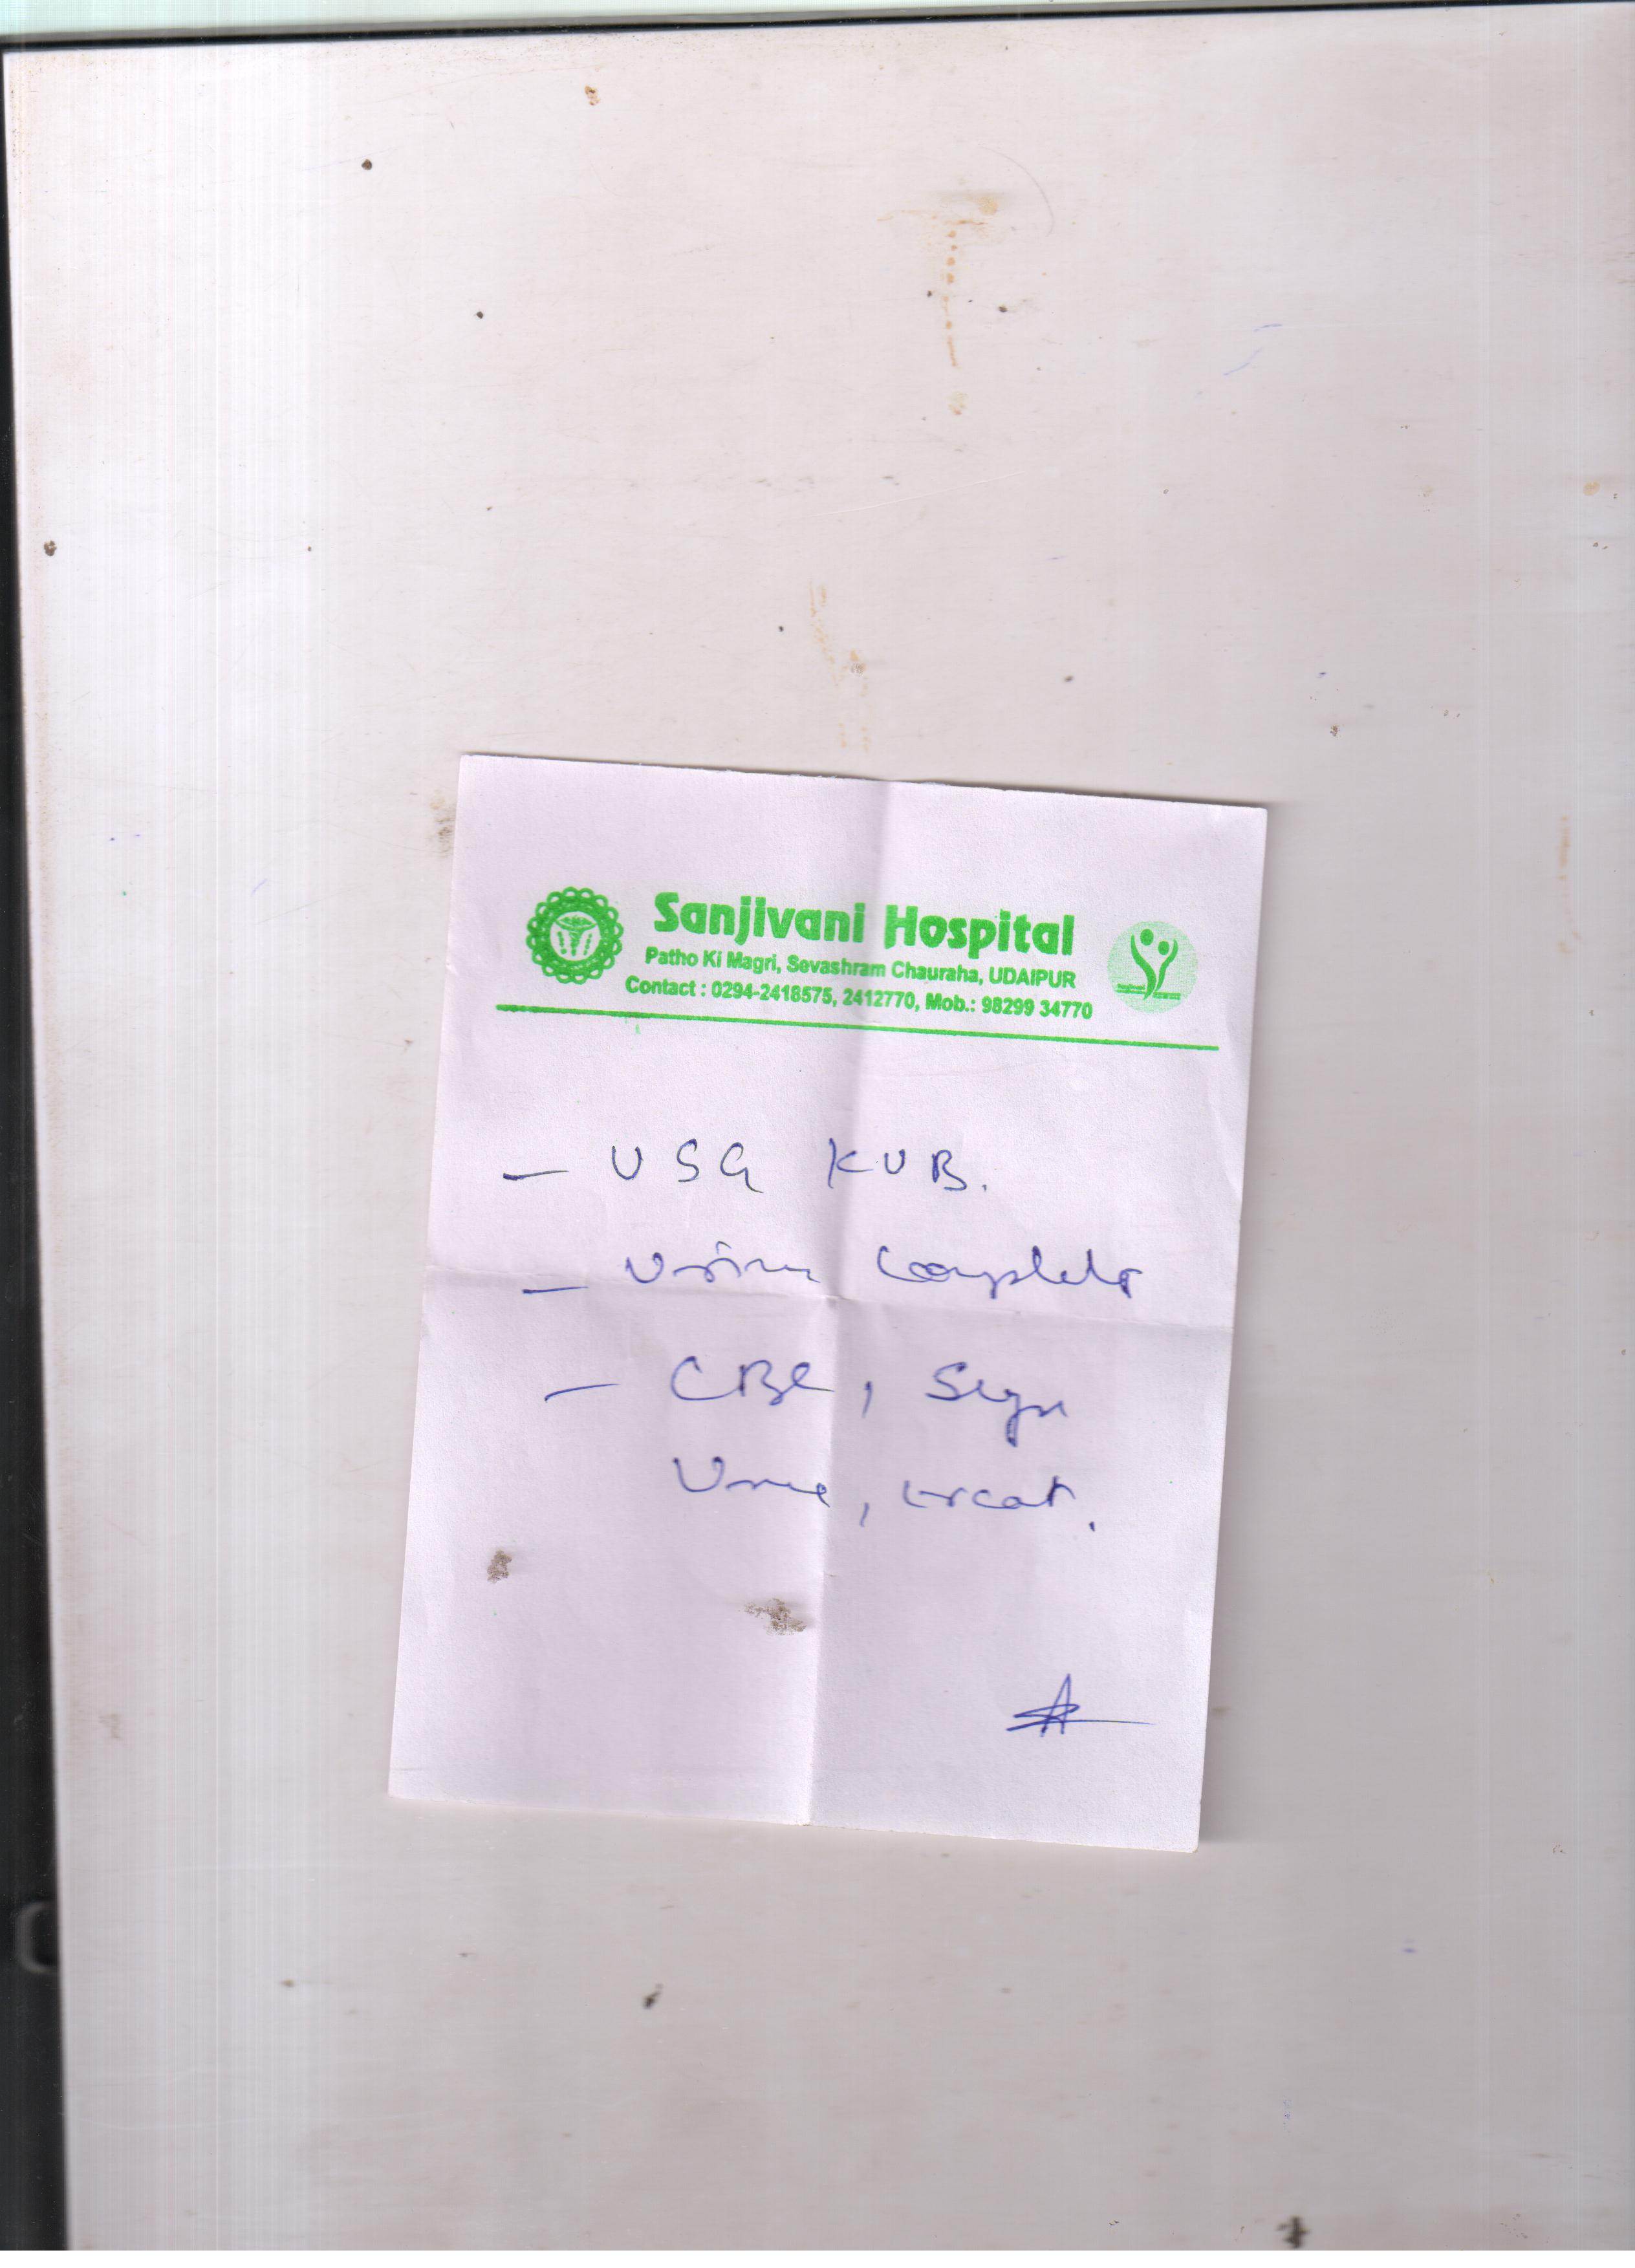 Sanjivani Hospital
Patho Ki Magri, Sevashram Chauraha, UDAIPUR
Contact : 0294-2418575, 2412770, Mob.: 98299 34770
— USG KUB.
— Urine Complete
— CBC, Sugar
Urea, creat.